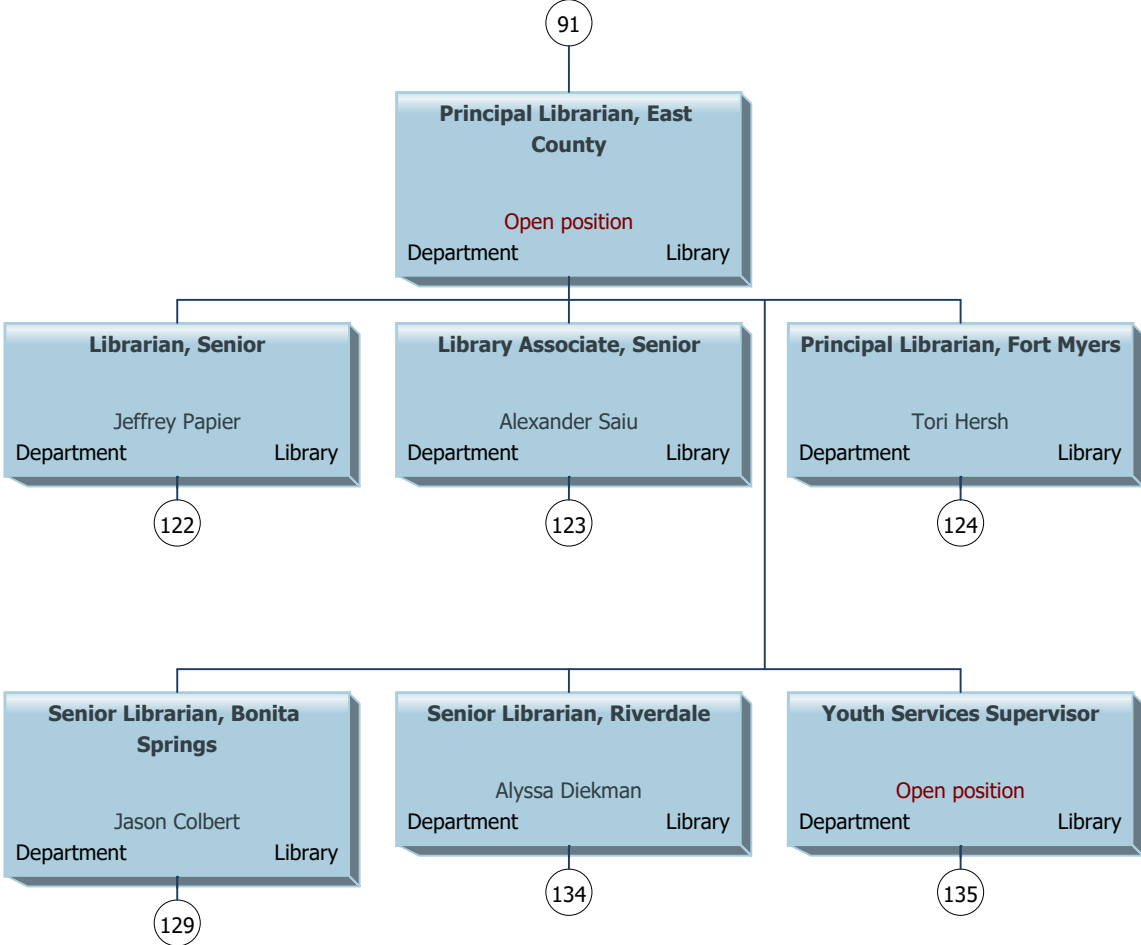 91
Principal Librarian, East
County
Open position
Department Library
Librarian, Senior
Jeffrey Papier
Department Library
122
Library Associate, Senior
Alexander Saiu
Department Library
123
Principal Librarian, Fort Myers
Tori Hersh
Department Library
124
Senior Librarian, Bonita
Springs
Jason Colbert
Department Library
129
Senior Librarian, Riverdale
Alyssa Diekman
Department Library
134
Youth Services Supervisor
Open position
Department Library
135